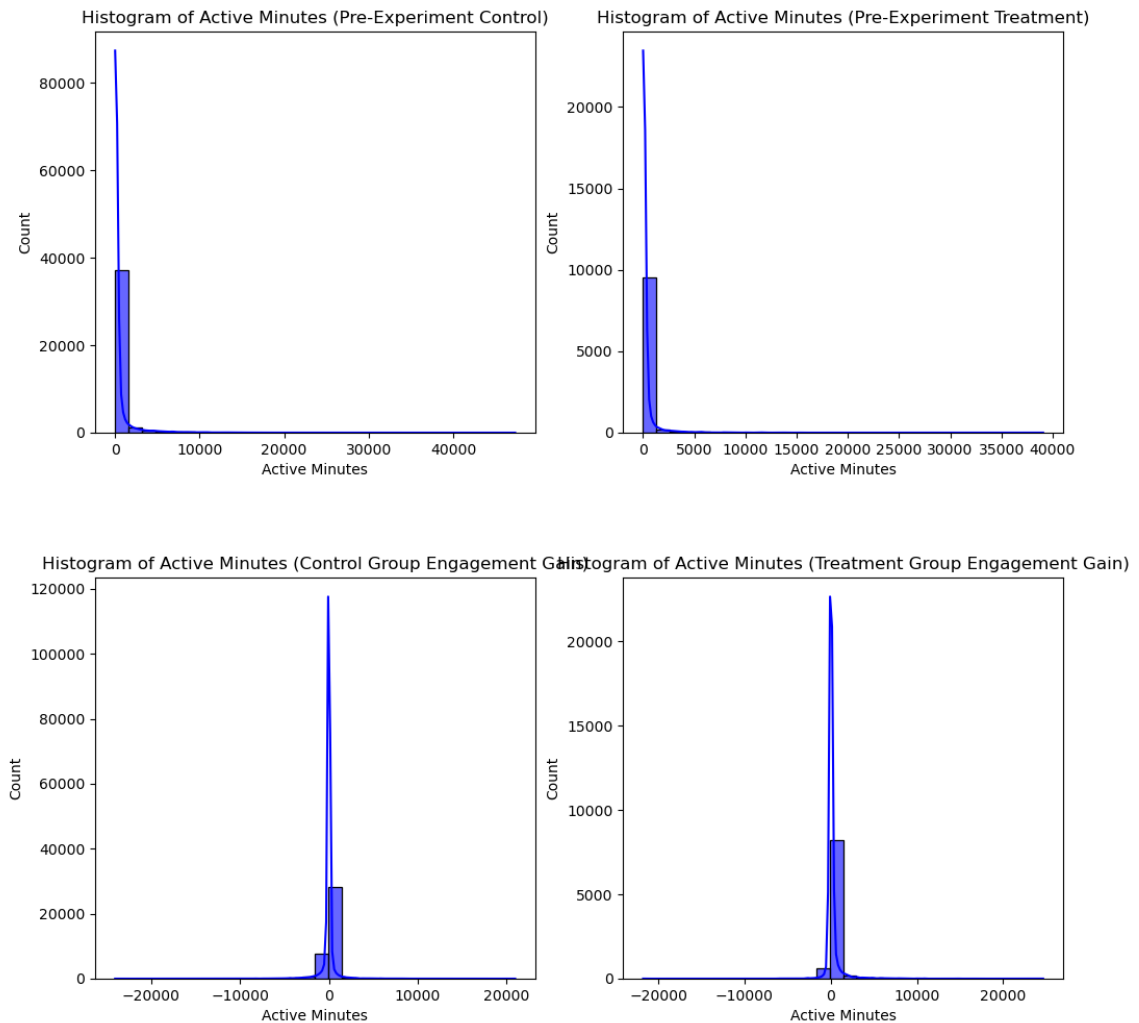 Histogram of Active Minutes (Pre-Experiment Control)
80000
60000
40000
20000
0
Count
0 10000 20000 30000 40000
Active Minutes
Histogram of Active Minutes (Pre-Experiment Treatment)
20000
15000
10000
5000
0
Count
0 5000 10000 15000 20000 25000 30000 35000 40000
Active Minutes
Histogram of Active Minutes (Control Group Engagement Gain)
120000
100000
80000
60000
40000
20000
0
Count
−20000 −10000 0 10000 20000
Active Minutes
Histogram of Active Minutes (Treatment Group Engagement Gain)
20000
15000
10000
5000
0
Count
−20000 −10000 0 10000 20000
Active Minutes